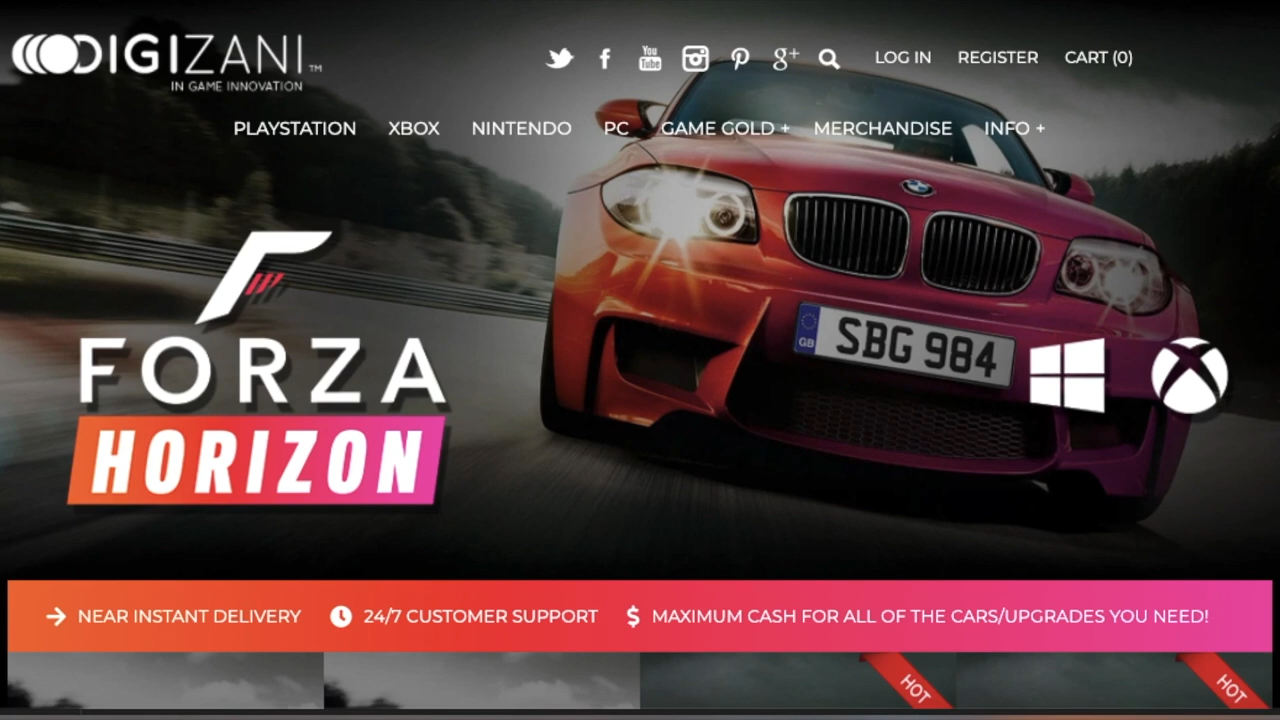 DIGIZANI™
IN GAME INNOVATION
You Tube g+ LOG IN REGISTER CART (0)
PLAYSTATION XBOX NINTENDO PC GAME GOLD + MERCHANDISE INFO +
FORZA
HORIZON
GB SBG 984
NEAR INSTANT DELIVERY 24/7 CUSTOMER SUPPORT $ MAXIMUM CASH FOR ALL OF THE CARS/UPGRADES YOU NEED!
HOT HOT